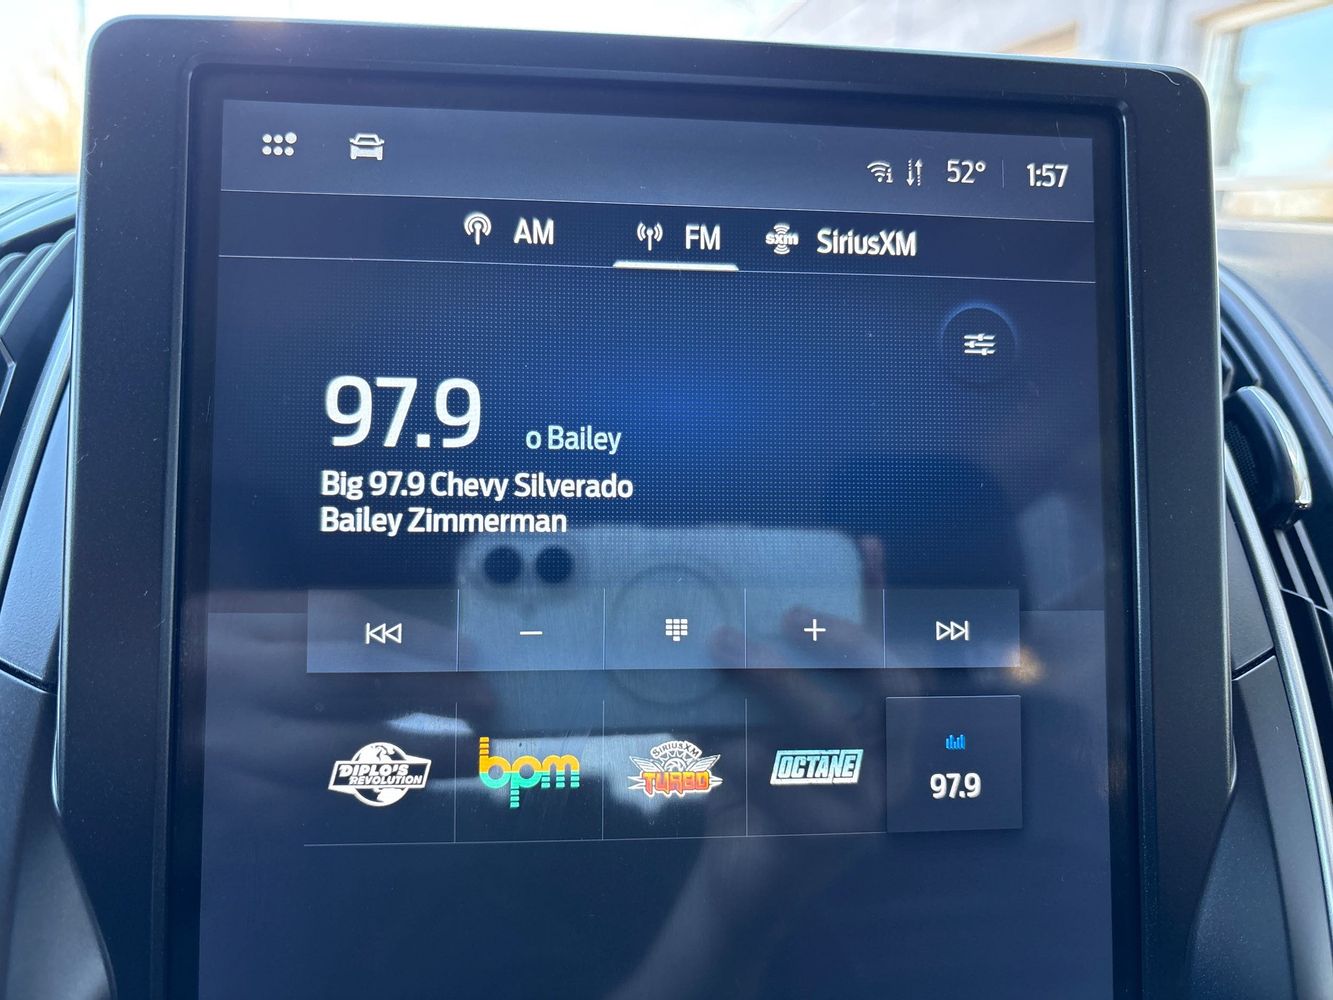 52° 1:57
AM FM sxm SiriusXM
97.9 o Bailey
Big 97.9 Chevy Silverado
Bailey Zimmerman
DIPLO'S
REVOLUTION
bpm
SIRIUSXM
TURBO
OCTANE
97.9